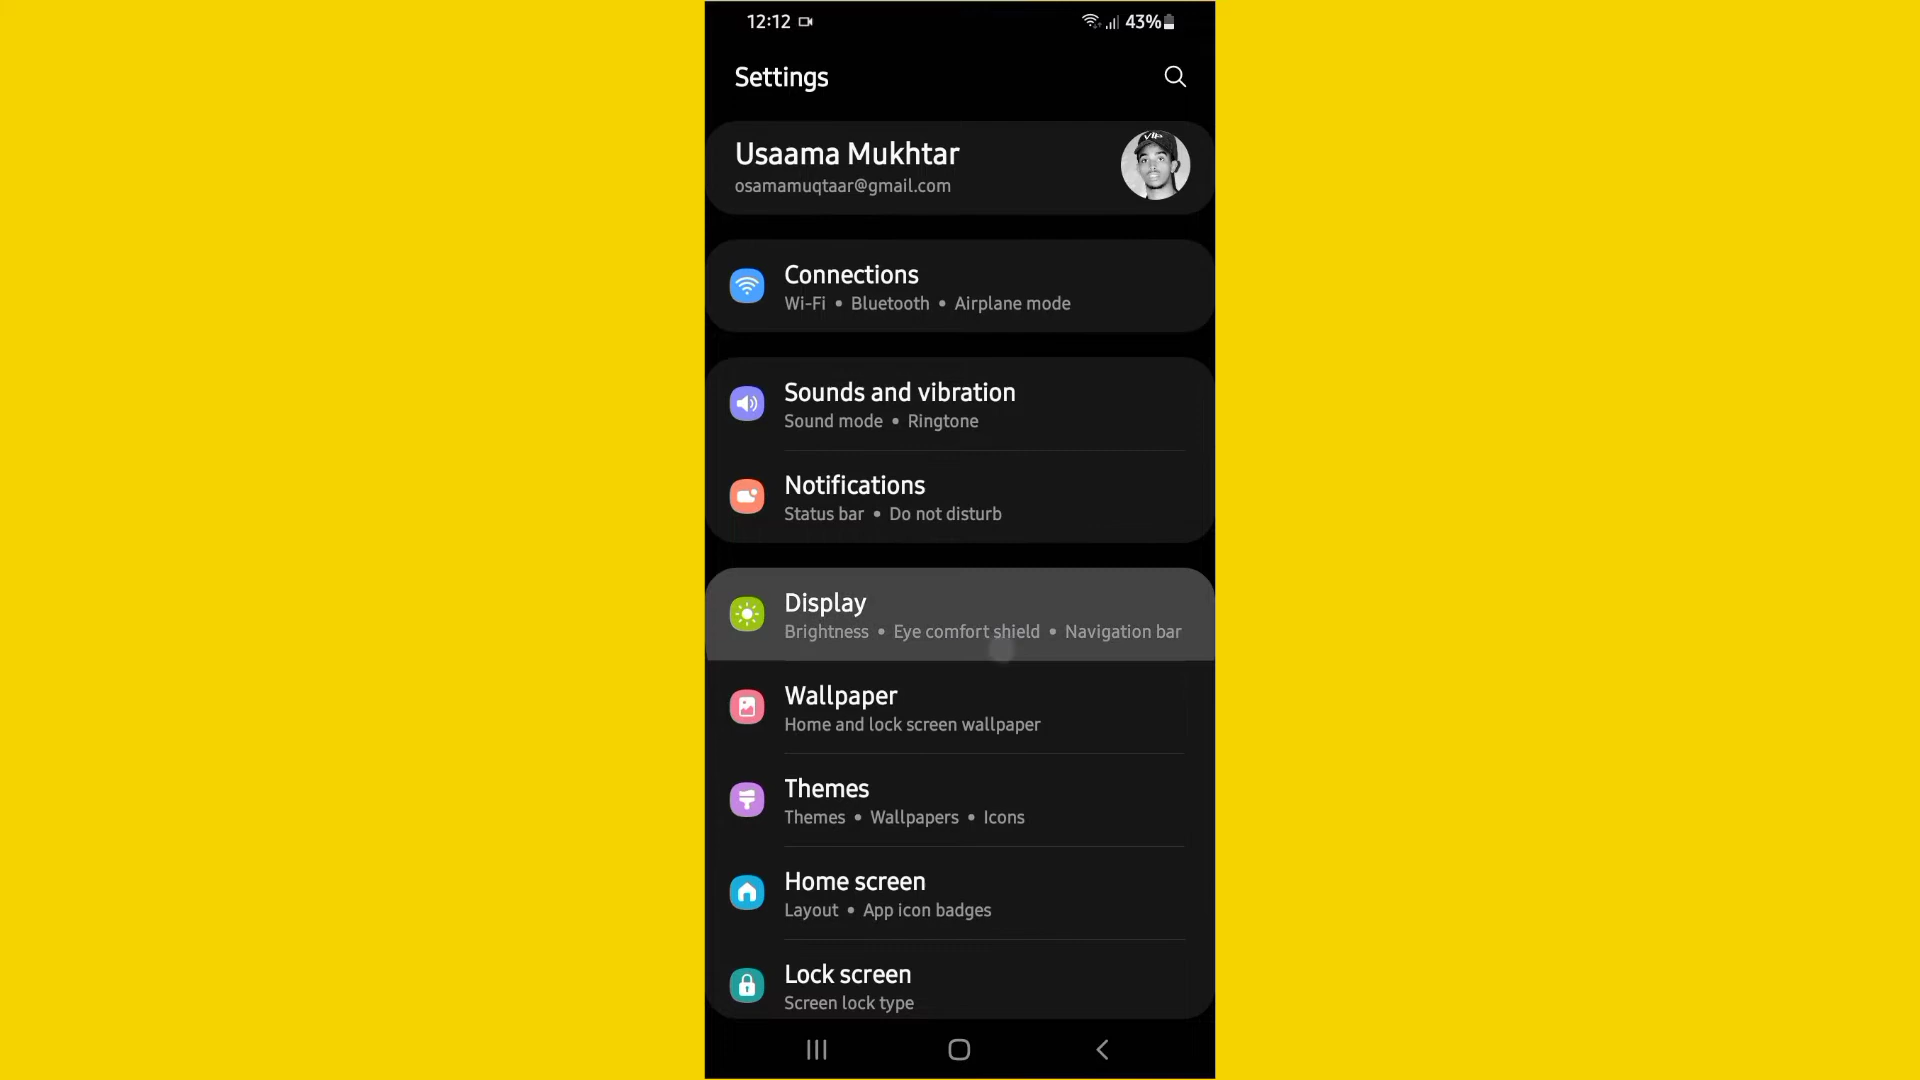 12:12 43%
Settings
Usaama Mukhtar
osamamuqtaar@gmail.com
Connections
Wi-Fi • Bluetooth • Airplane mode
Sounds and vibration
Sound mode • Ringtone
Notifications
Status bar • Do not disturb
Display
Brightness • Eye comfort shield • Navigation bar
Wallpaper
Home and lock screen wallpaper
Themes
Themes • Wallpapers • Icons
Home screen
Layout • App icon badges
Lock screen
Screen lock type